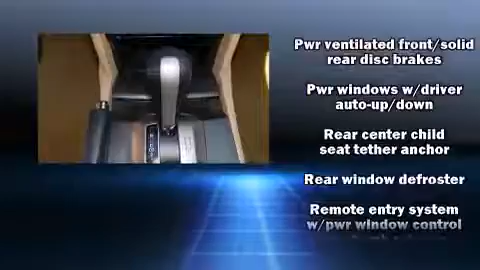 Pwr ventilated front/solid
rear disc brakes
Pwr windows w/driver
auto-up/down
Rear center child
seat tether anchor
Rear window defroster
Remote entry system
w/pwr window control